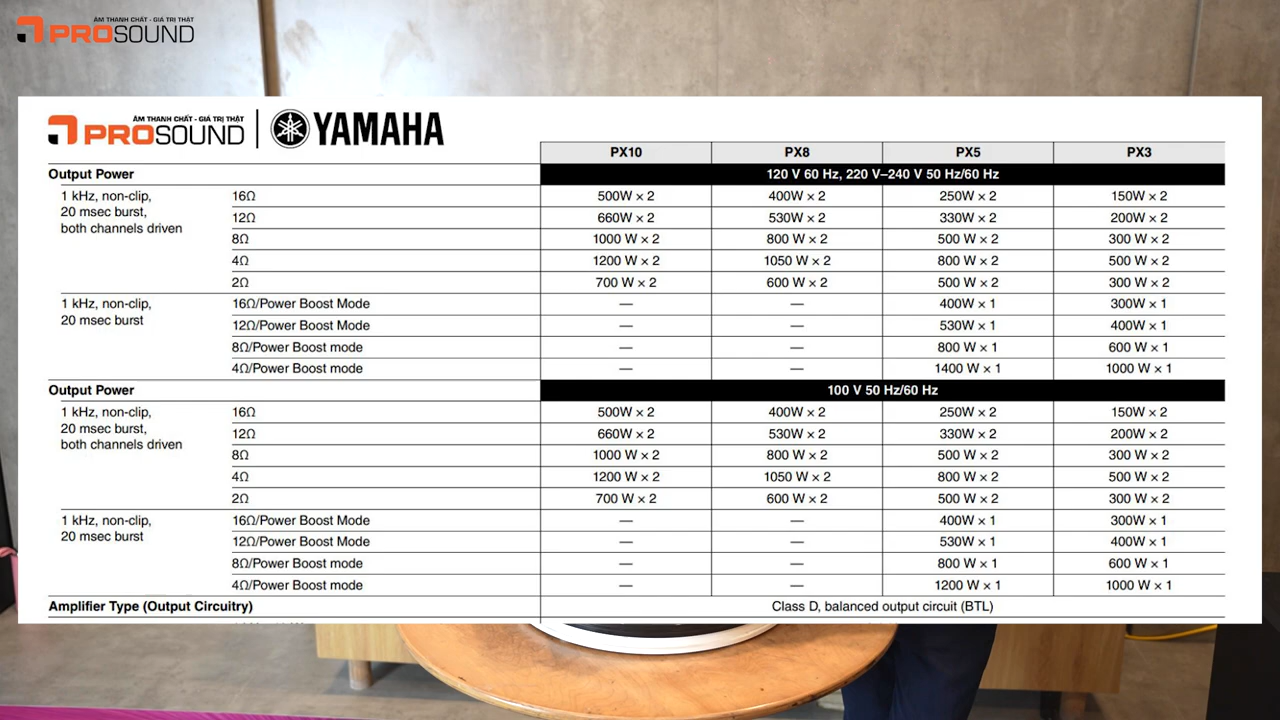 ÂM THANH CHẤT - GIÁ TRỊ THẬT
PROSOUND
ÂM THANH CHẤT - GIÁ TRỊ THẬT
PROSOUND
YAMAHA
PX10 PX8 PX5 PX3
Output Power 120 V 60 Hz, 220 V–240 V 50 Hz/60 Hz
1 kHz, non-clip, 20 msec burst, both channels driven
16Ω 500W × 2 400W × 2 250W × 2 150W × 2
12Ω 660W × 2 530W × 2 330W × 2 200W × 2
8Ω 1000 W × 2 800 W × 2 500 W × 2 300 W × 2
4Ω 1200 W × 2 1050 W × 2 800 W × 2 500 W × 2
2Ω 700 W × 2 600 W × 2 500 W × 2 300 W × 2
1 kHz, non-clip, 20 msec burst
16Ω/Power Boost Mode — — 400W × 1 300W × 1
12Ω/Power Boost Mode — — 530W × 1 400W × 1
8Ω/Power Boost mode — — 800 W × 1 600 W × 1
4Ω/Power Boost mode — — 1400 W × 1 1000 W × 1
Output Power 100 V 50 Hz/60 Hz
1 kHz, non-clip, 20 msec burst, both channels driven
16Ω 500W × 2 400W × 2 250W × 2 150W × 2
12Ω 660W × 2 530W × 2 330W × 2 200W × 2
8Ω 1000 W × 2 800 W × 2 500 W × 2 300 W × 2
4Ω 1200 W × 2 1050 W × 2 800 W × 2 500 W × 2
2Ω 700 W × 2 600 W × 2 500 W × 2 300 W × 2
1 kHz, non-clip, 20 msec burst
16Ω/Power Boost Mode — — 400W × 1 300W × 1
12Ω/Power Boost Mode — — 530W × 1 400W × 1
8Ω/Power Boost mode — — 800 W × 1 600 W × 1
4Ω/Power Boost mode — — 1200 W × 1 1000 W × 1
Amplifier Type (Output Circuitry) Class D, balanced output circuit (BTL)